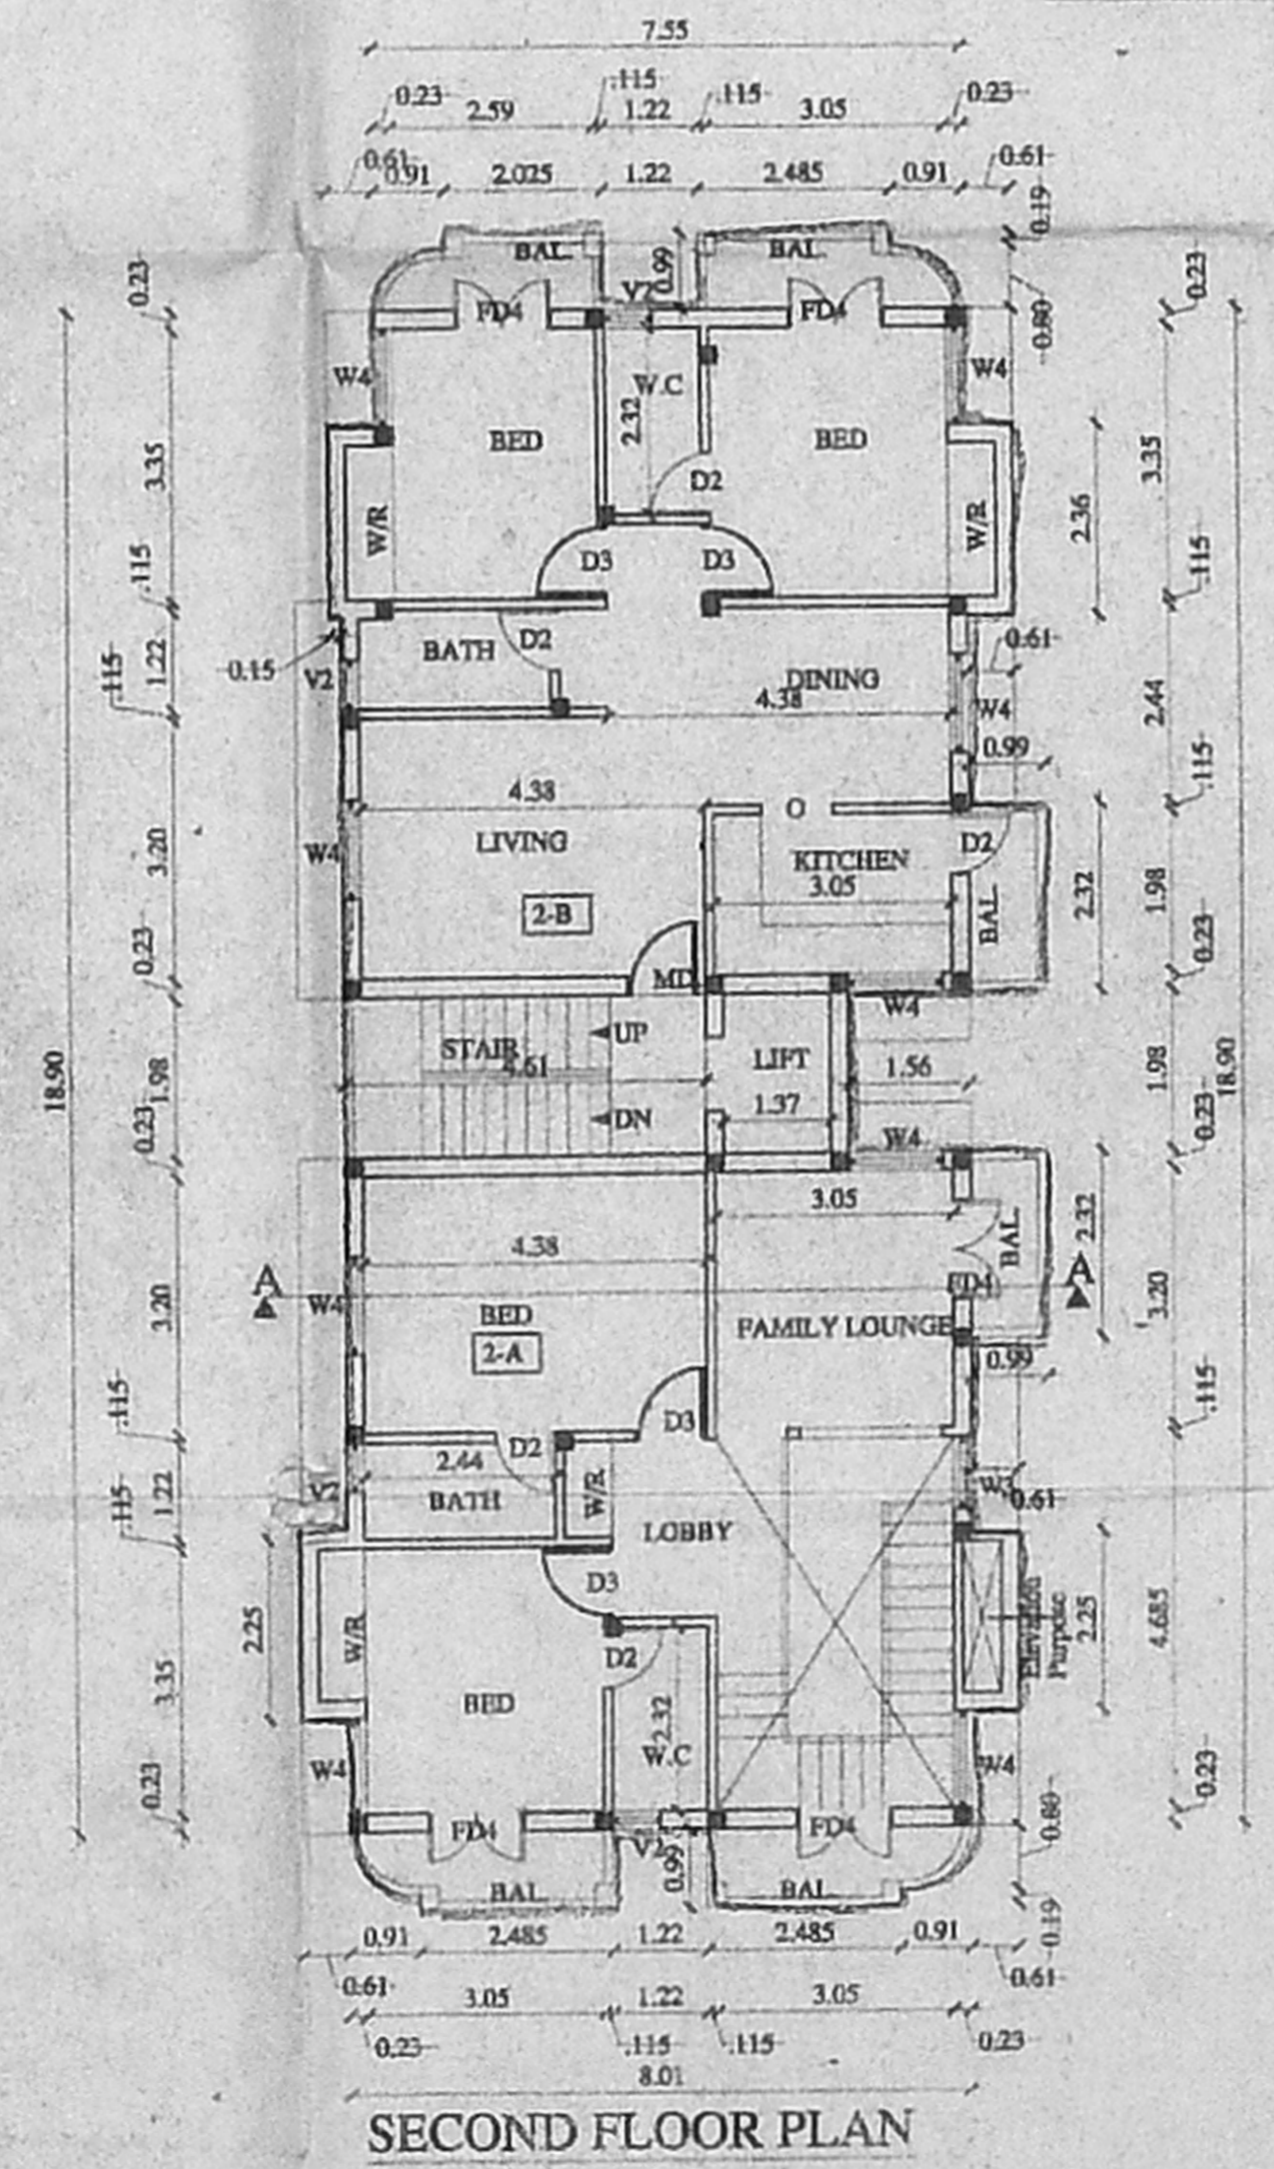 7.55
0.23 2.59 .115 1.22 .115 3.05 0.23
0.61 0.91 2.025 1.22 2.485 0.91 0.61
0.19
BAL. 0.99 BAL.
0.23 V2 0.23
FD4 FD4 0.80
W4 W.C W4
2.32
BED BED
3.35 3.35
D2
W/R W/R 2.36
D3 D3
.115 .115
D2
BATH 0.61
0.15 V2 DINING
.115 1.22 4.38 W4 2.44
0.99
.115
4.38 O
LIVING D2
3.20 W4 KITCHEN
3.05 2.32 1.98
2-B BAL.
0.23 0.23
MD
W4
UP
STAIR LIFT
18.90 1.98 4.61 1.56 1.98 18.90
1.37
0.23 DN 0.23
W4
3.05
4.38 BAL. 2.32
A FD4 A
3.20 W4 BED FAMILY LOUNGE 3.20
2-A
0.99
.115 .115
D3
D2
2.44
.115 1.22 V2 BATH W/R W3 0.61
LOBBY
D3
2.25 W/R Elevation Purpose 2.25 4.685
D2
3.35 BED
2.32
W.C
0.23 W4 W4 0.23
FD4 FD4 0.80
V2
0.99
BAL. BAL.
0.91 2.485 1.22 2.485 0.91 0.19
0.61 0.61
3.05 1.22 3.05
0.23 .115 .115 0.23
8.01
SECOND FLOOR PLAN